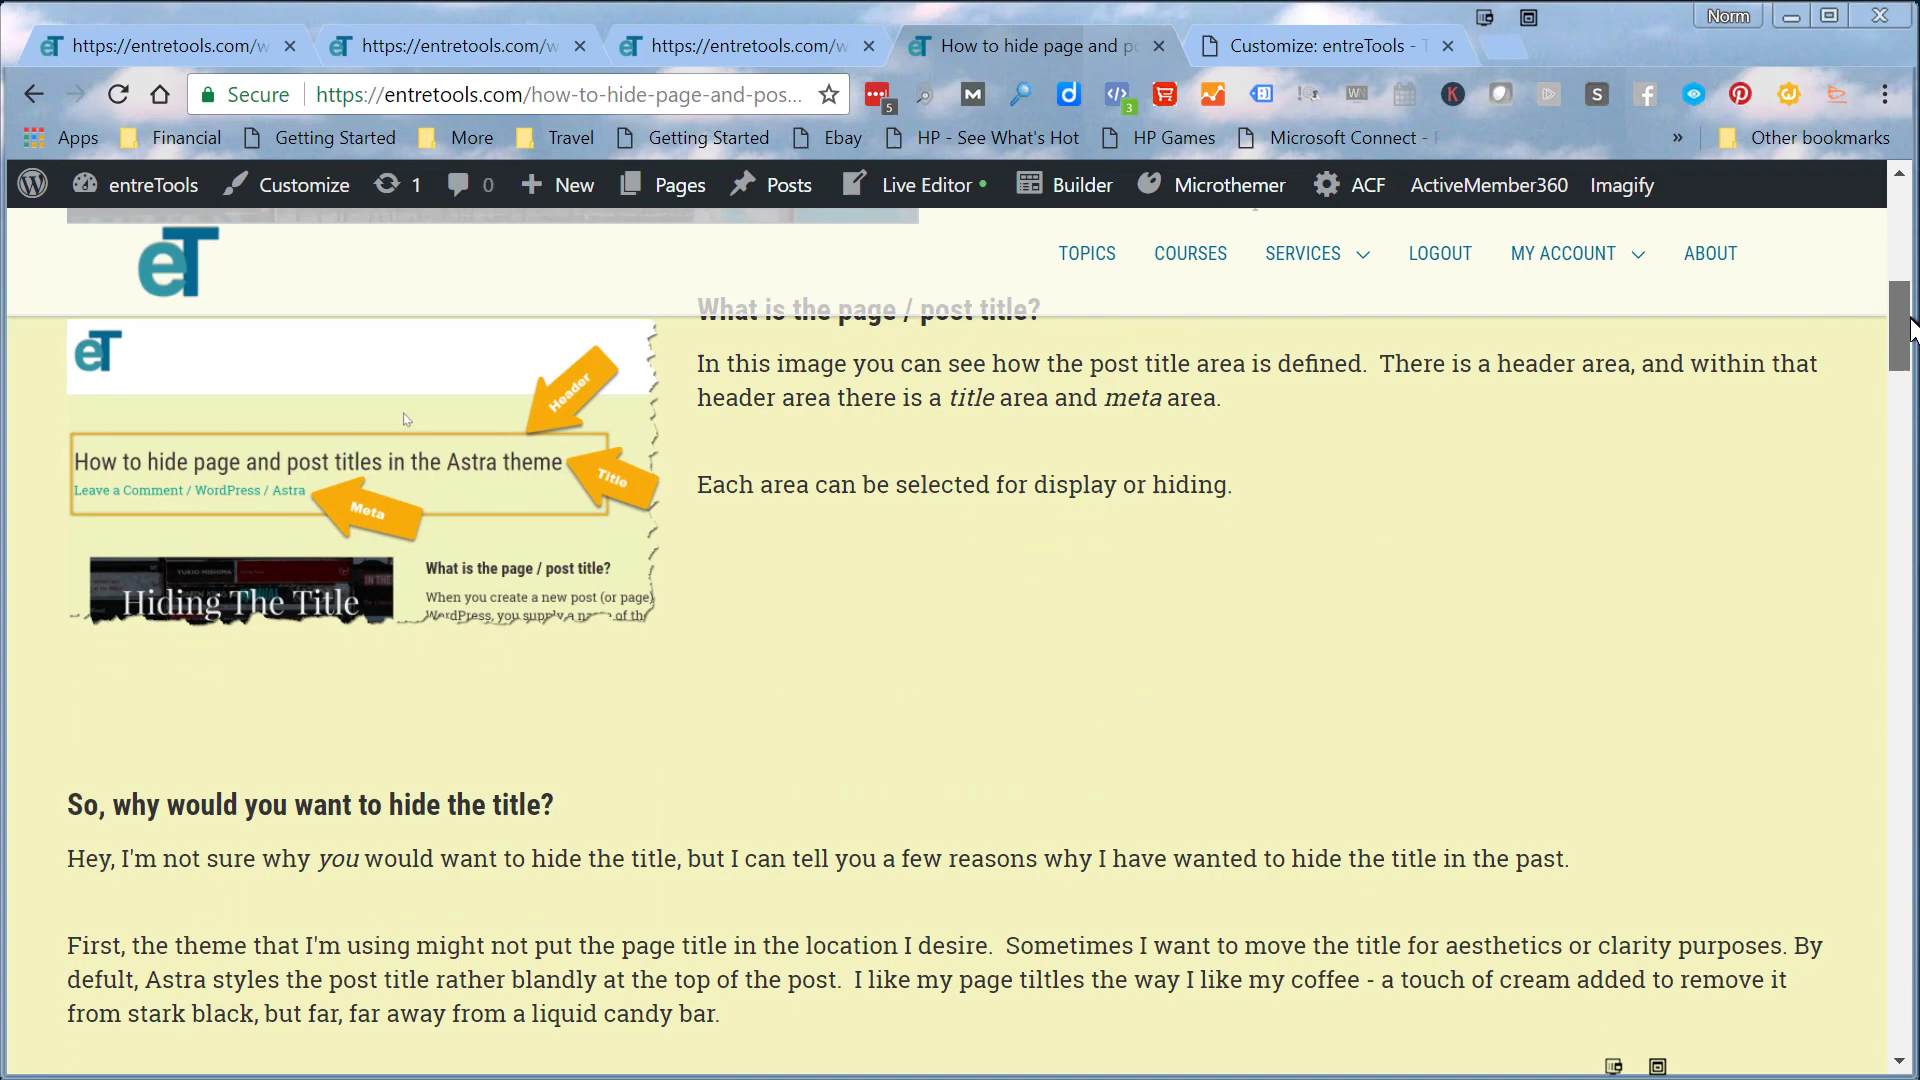 Norm
https://entretools.com/w
https://entretools.com/w
https://entretools.com/w
How to hide page and p
Customize: entreTools -
Secure
https://entretools.com/how-to-hide-page-and-pos...
5
3
Apps
Financial
Getting Started
More
Travel
Getting Started
Ebay
HP - See What's Hot
HP Games
Microsoft Connect -
»
Other bookmarks
entreTools
Customize
1
0
New
Pages
Posts
Live Editor
Builder
Microthemer
ACF
ActiveMember360
Imagify
eT
TOPICS
COURSES
SERVICES
LOGOUT
MY ACCOUNT
ABOUT
What is the page / post title?
In this image you can see how the post title area is defined. There is a header area, and within that
header area there is a title area and meta area.
Each area can be selected for display or hiding.
eT
Header
How to hide page and post titles in the Astra theme
Title
Leave a Comment / WordPress / Astra
Meta
YUKIO MISHIMA
Hiding The Title
What is the page / post title?
When you create a new post (or page)
WordPress, you supply a name of the
So, why would you want to hide the title?
Hey, I'm not sure why you would want to hide the title, but I can tell you a few reasons why I have wanted to hide the title in the past.
First, the theme that I'm using might not put the page title in the location I desire. Sometimes I want to move the title for aesthetics or clarity purposes. By
defult, Astra styles the post title rather blandly at the top of the post. I like my page tiltles the way I like my coffee - a touch of cream added to remove it
from stark black, but far, far away from a liquid candy bar.